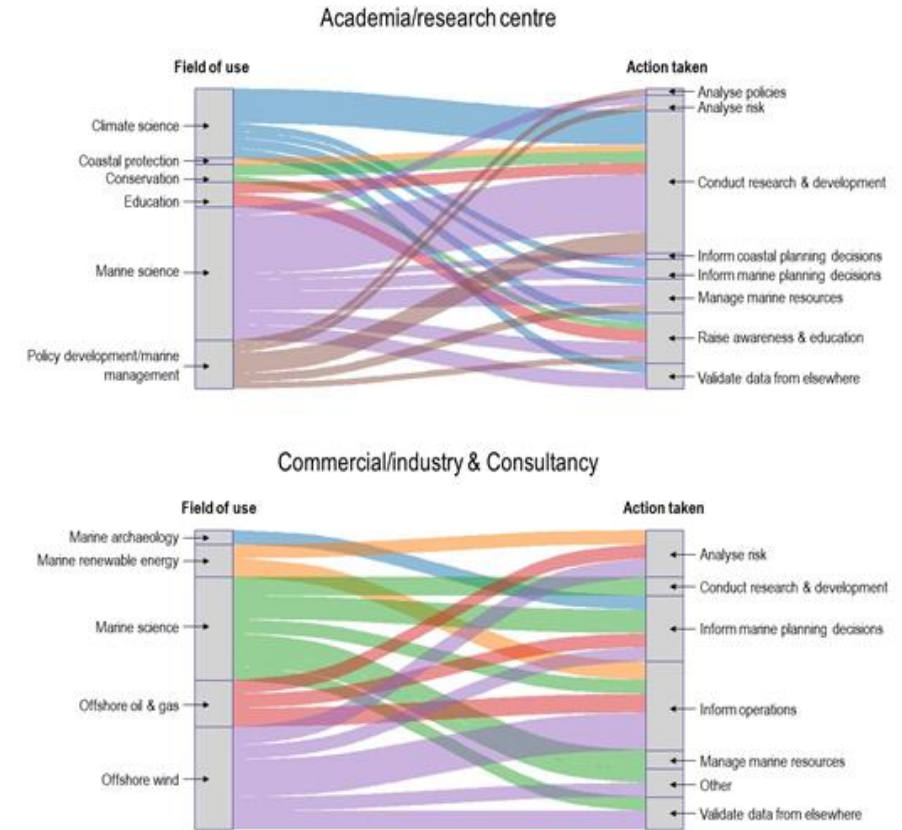 Academia/research centre
Field of use
Action taken
Climate science
Coastal protection
Conservation
Education
Marine science
Policy development/marine
management
Analyse policies
Analyse risk
Conduct research & development
Inform coastal planning decisions
Inform marine planning decisions
Manage marine resources
Raise awareness & education
Validate data from elsewhere
Commercial/industry & Consultancy
Field of use
Action taken
Marine archaeology
Marine renewable energy
Marine science
Offshore oil & gas
Offshore wind
Analyse risk
Conduct research & development
Inform marine planning decisions
Inform operations
Manage marine resources
Other
Validate data from elsewhere